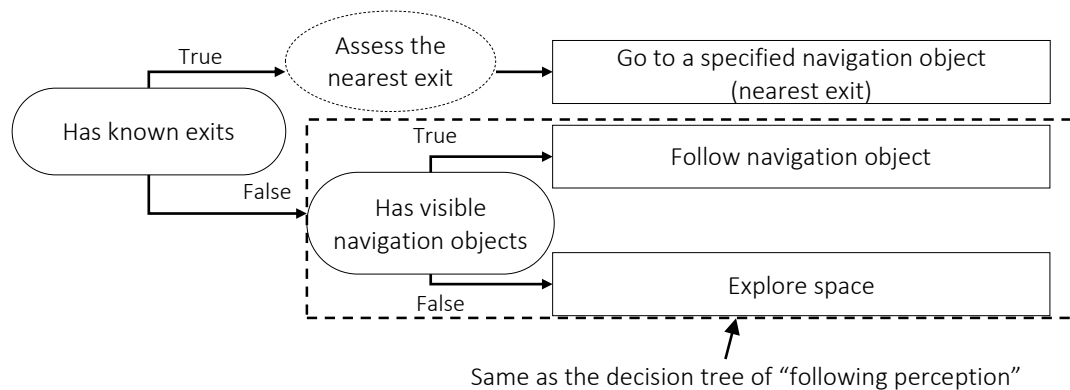 True
Assess the
nearest exit
Go to a specified navigation object
(nearest exit)
Has known exits
True
Follow navigation object
False
Has visible
navigation objects
False
Explore space
Same as the decision tree of “following perception”